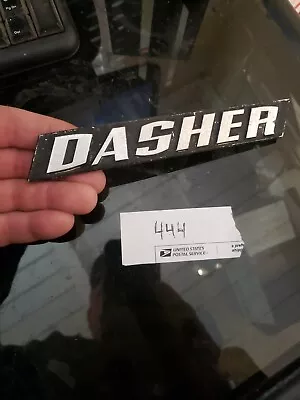 DASHER
444
UNITED STATES
POSTAL SERVICE